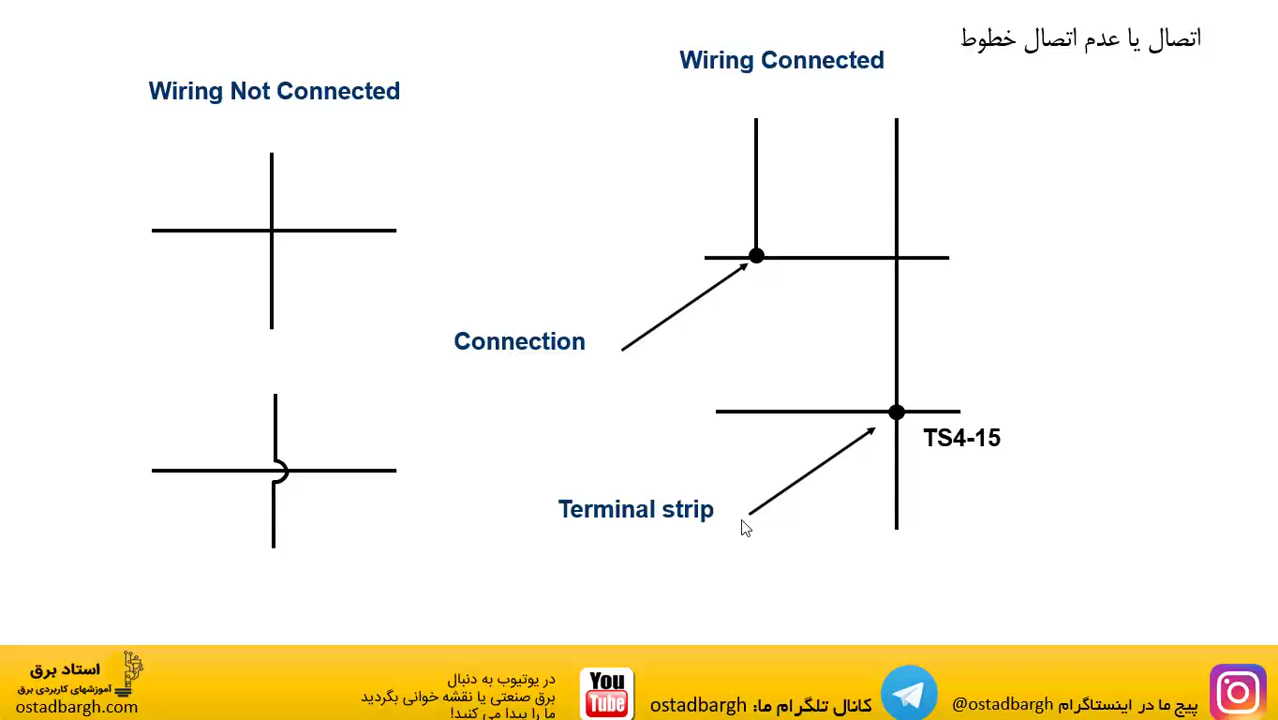 اتصال یا عدم اتصال خطوط
Wiring Connected
Wiring Not Connected
Connection
TS4-15
Terminal strip
استاد برق
آموزشهای کاربردی برق
ostadbargh.com
در یوتیوب به دنبال
برق صنعتی یا نقشه خوانی بگردید
ما را پیدا می کنید!
You
Tube
کانال تلگرام ما: ostadbargh
پیج ما در اینستاگرام @ostadbargh